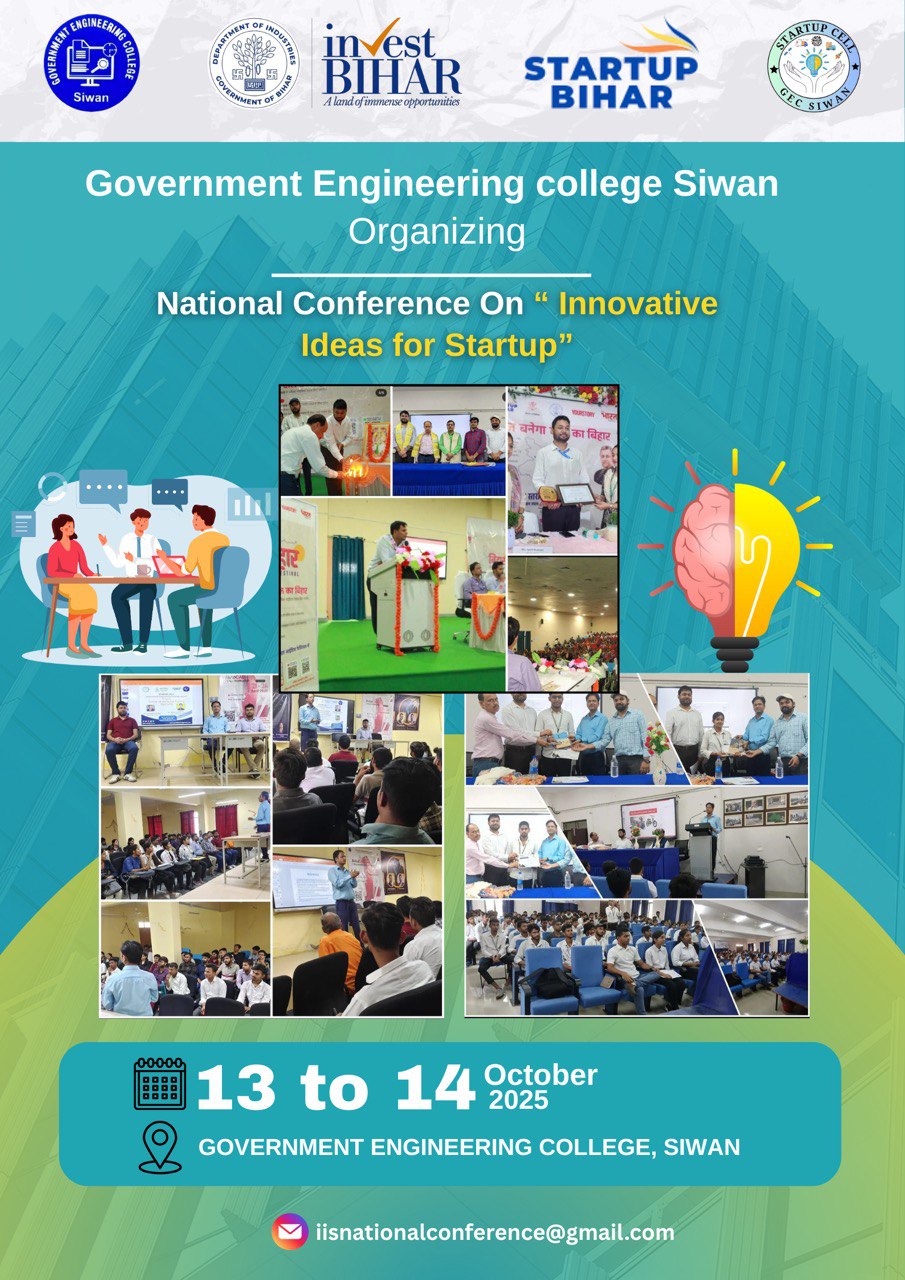 GOVERNMENT ENGINEERING COLLEGE
Siwan
DEPARTMENT OF INDUSTRIES
GOVERNMENT OF BIHAR
invest
BIHAR
A land of immense opportunities
STARTUP
BIHAR
STARTUP CELL
GEC SIWAN
Government Engineering college Siwan
Organizing
National Conference On “ Innovative
Ideas for Startup”
YOURSTORY
बनेगा
का बिहार
13 to 14 October
2025
GOVERNMENT ENGINEERING COLLEGE, SIWAN
iisnationalconference@gmail.com